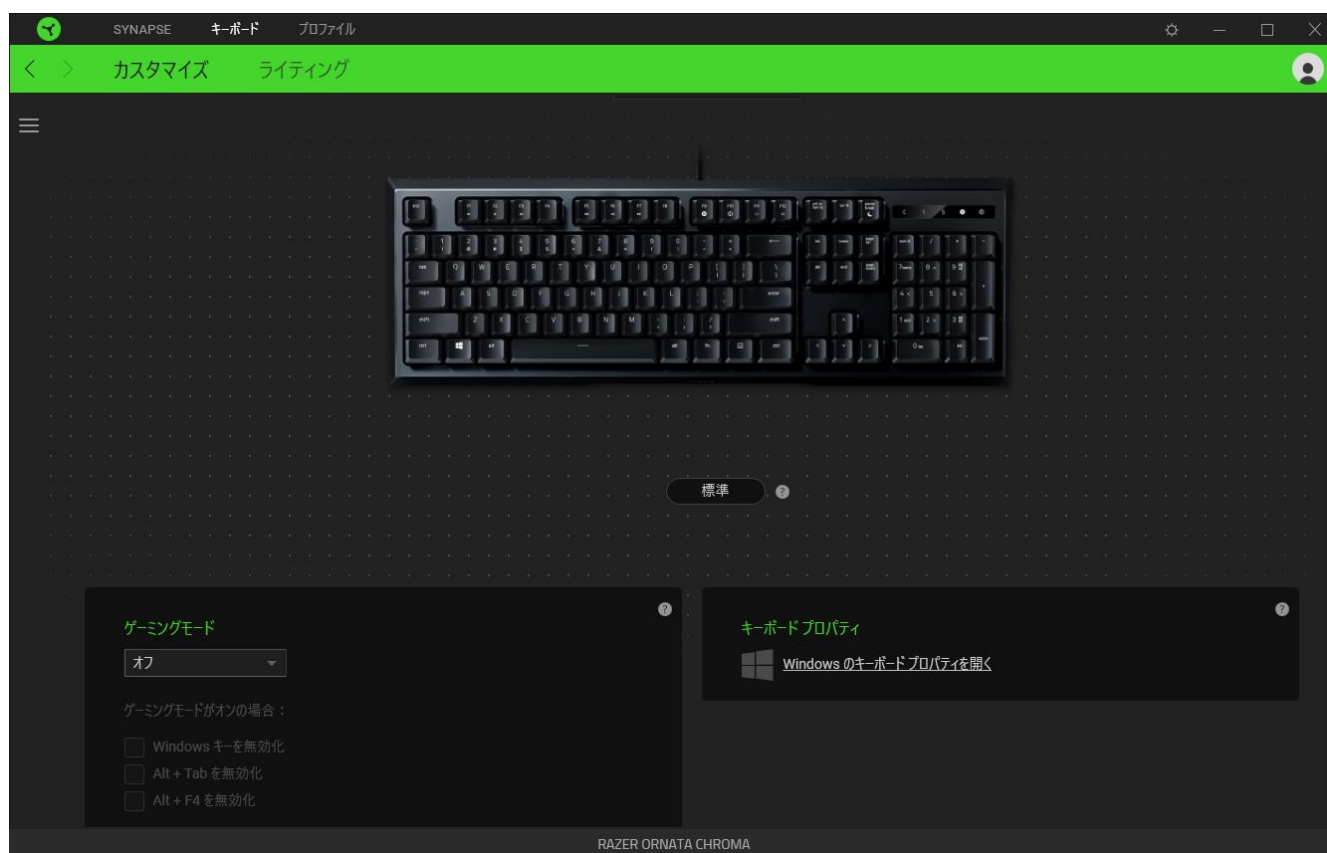 SYNAPSE キーボード プロファイル
カスタマイズ ライティング
標準 ?
ゲーミングモード ?
オフ
ゲーミングモードがオンの場合：
Windows キーを無効化
Alt + Tab を無効化
Alt + F4 を無効化
キーボード プロパティ ?
Windows のキーボード プロパティを開く
RAZER ORNATA CHROMA